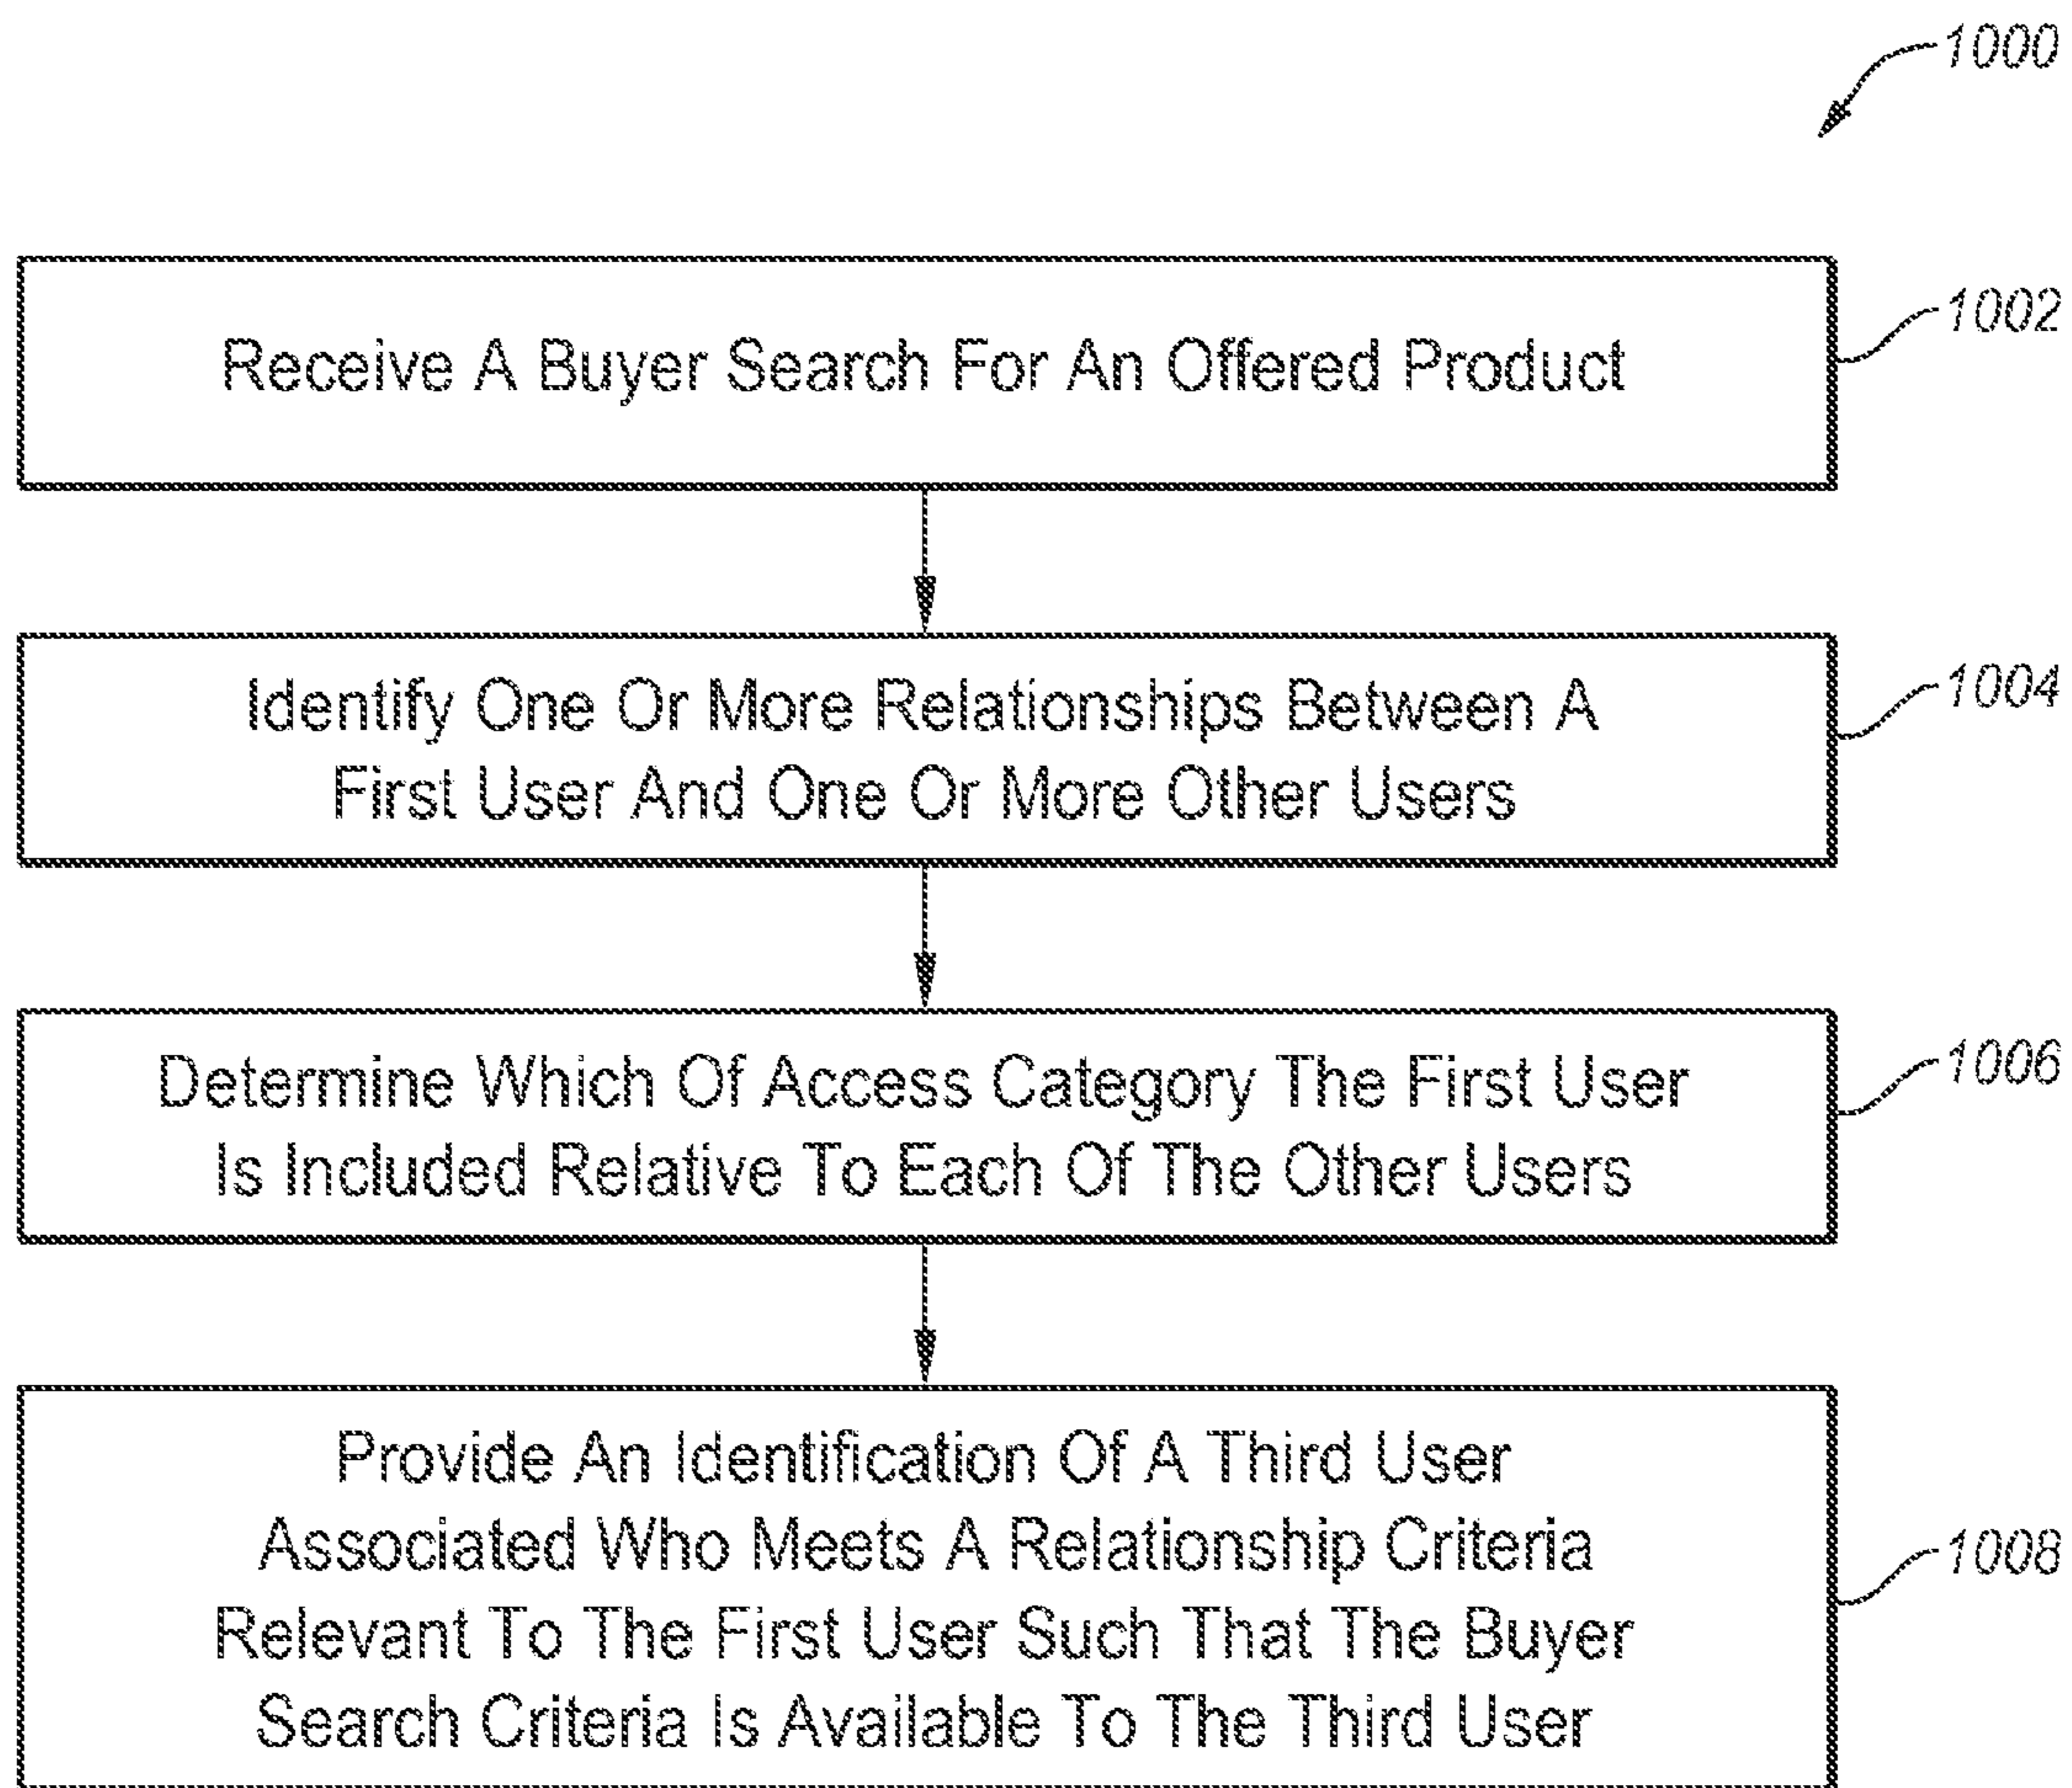 1000
Receive A Buyer Search For An Offered Product
1002
Identify One Or More Relationships Between A
First User And One Or More Other Users
1004
Determine Which Of Access Category The First User
Is Included Relative To Each Of The Other Users
1006
Provide An Identification Of A Third User
Associated Who Meets A Relationship Criteria
Relevant To The First User Such That The Buyer
Search Criteria Is Available To The Third User
1008